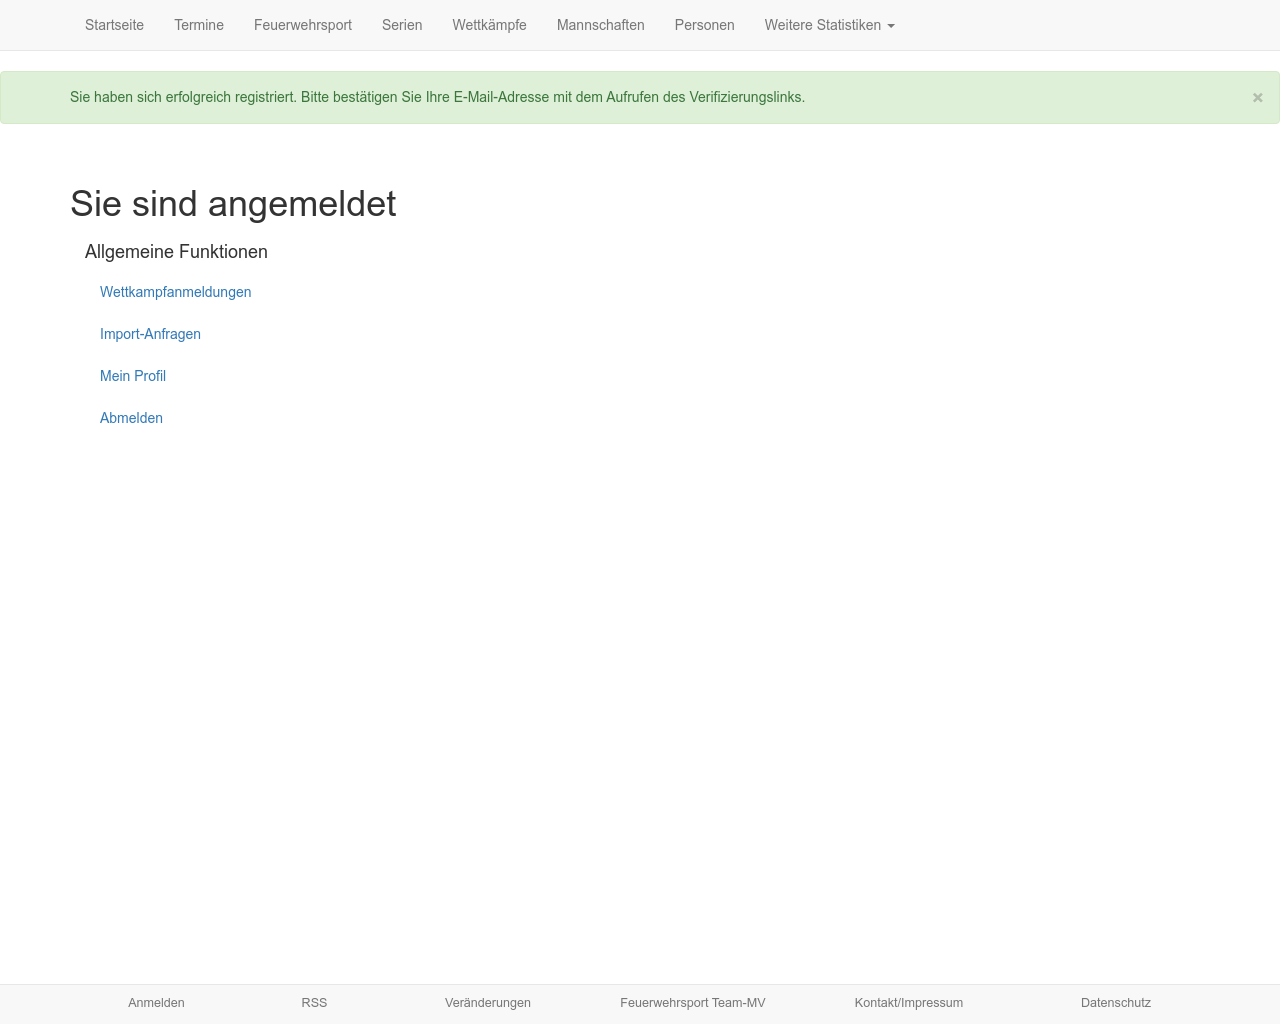 Startseite Termine Feuerwehrsport Serien Wettkämpfe Mannschaften Personen Weitere Statistiken
Sie haben sich erfolgreich registriert. Bitte bestätigen Sie Ihre E-Mail-Adresse mit dem Aufrufen des Verifizierungslinks. ×
Sie sind angemeldet
Allgemeine Funktionen
Wettkampfanmeldungen
Import-Anfragen
Mein Profil
Abmelden
Anmelden RSS Veränderungen Feuerwehrsport Team-MV Kontakt/Impressum Datenschutz